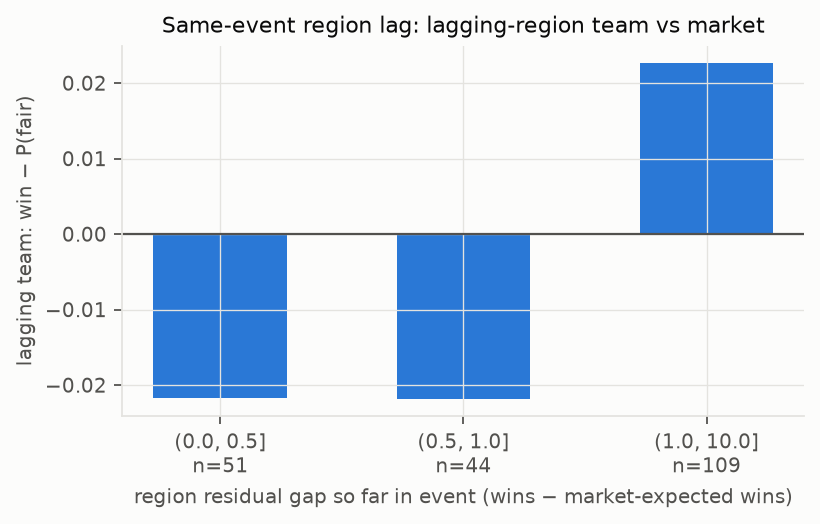 Same-event region lag: lagging-region team vs market
lagging team: win − P(fair)
0.02
0.01
0.00
−0.01
−0.02
(0.0, 0.5]
n=51
(0.5, 1.0]
n=44
(1.0, 10.0]
n=109
region residual gap so far in event (wins − market-expected wins)